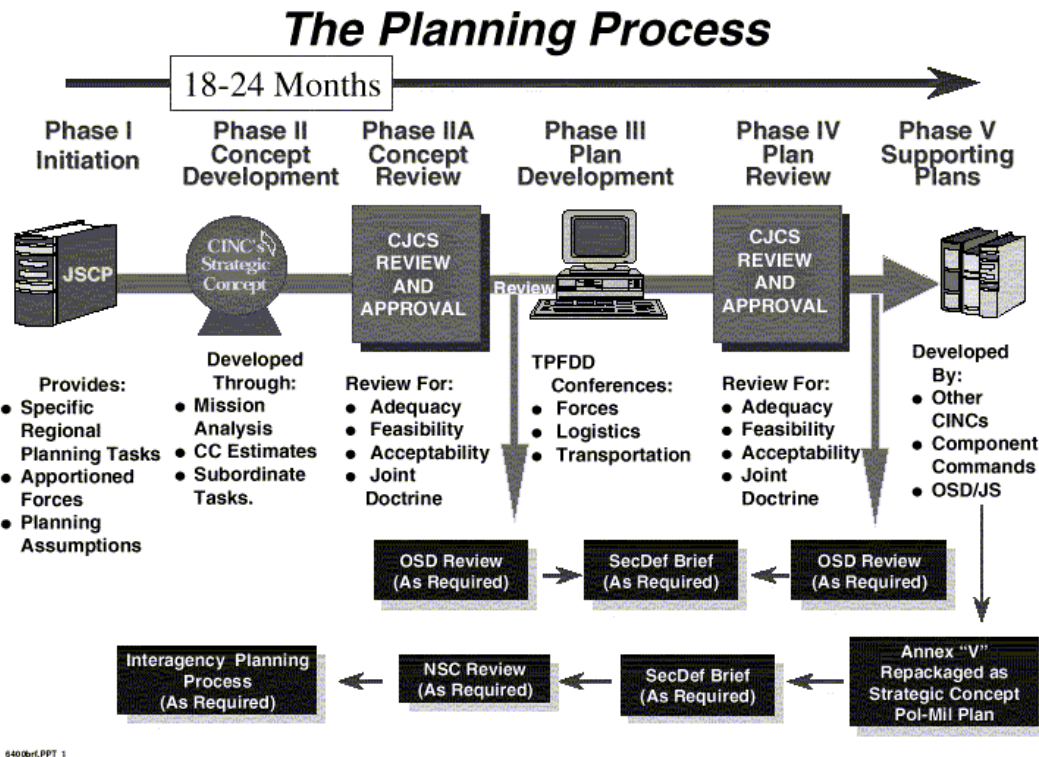 The Planning Process
18-24 Months
Phase I
Initiation
Phase II
Concept
Development
Phase IIA
Concept
Review
Phase III
Plan
Development
Phase IV
Plan
Review
Phase V
Supporting
Plans
JSCP
CINC's
Strategic
Concept
CJCS
REVIEW
AND
APPROVAL
Review
CJCS
REVIEW
AND
APPROVAL
Provides:
● Specific
Regional
Planning Tasks
● Apportioned
Forces
● Planning
Assumptions
Developed
Through:
● Mission
Analysis
● CC Estimates
● Subordinate
Tasks.
Review For:
● Adequacy
● Feasibility
● Acceptability
● Joint
Doctrine
TPFDD
Conferences:
● Forces
● Logistics
● Transportation
Review For:
● Adequacy
● Feasibility
● Acceptability
● Joint
Doctrine
Developed
By:
● Other
CINCs
● Component
Commands
● OSD/JS
OSD Review
(As Required)
SecDef Brief
(As Required)
OSD Review
(As Required)
Interagency Planning
Process
(As Required)
NSC Review
(As Required)
SecDef Brief
(As Required)
Annex “V”
Repackaged as
Strategic Concept
Pol-Mil Plan
6400brf.PPT 1